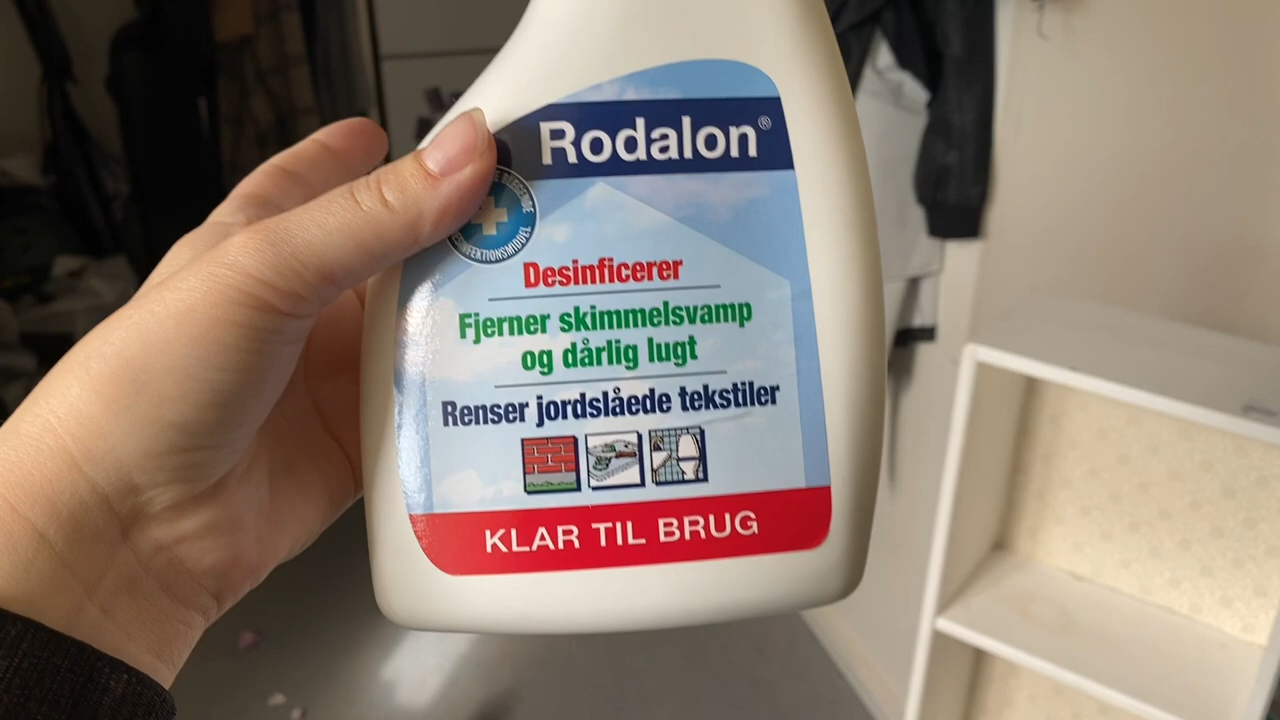 Rodalon®
Desinficerer
Fjerner skimmelsvamp
og dårlig lugt
Renser jordslåede tekstiler
KLAR TIL BRUG